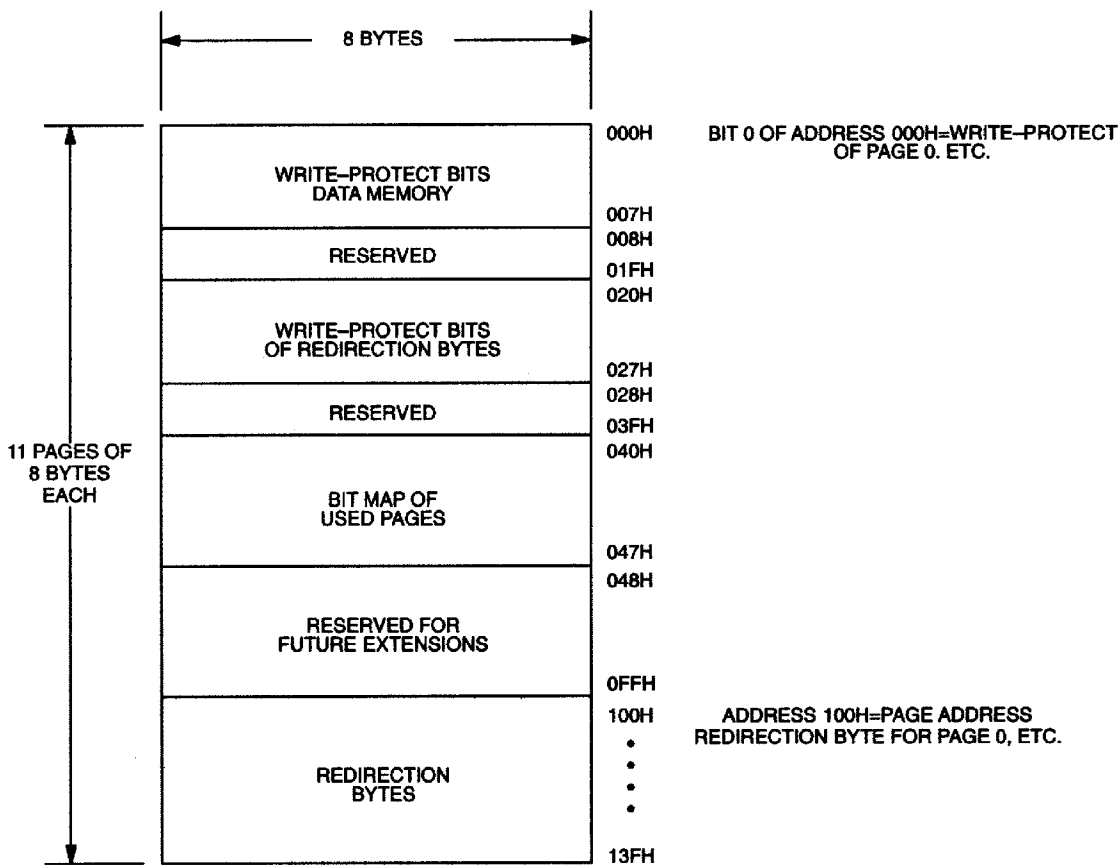 8 BYTES
000H
BIT 0 OF ADDRESS 000H=WRITE–PROTECT
OF PAGE 0. ETC.
WRITE–PROTECT BITS
DATA MEMORY
007H
008H
RESERVED
01FH
020H
WRITE–PROTECT BITS
OF REDIRECTION BYTES
027H
028H
RESERVED
03FH
11 PAGES OF
8 BYTES
EACH
040H
BIT MAP OF
USED PAGES
047H
048H
RESERVED FOR
FUTURE EXTENSIONS
0FFH
100H
ADDRESS 100H=PAGE ADDRESS
REDIRECTION BYTE FOR PAGE 0, ETC.
REDIRECTION
BYTES
13FH